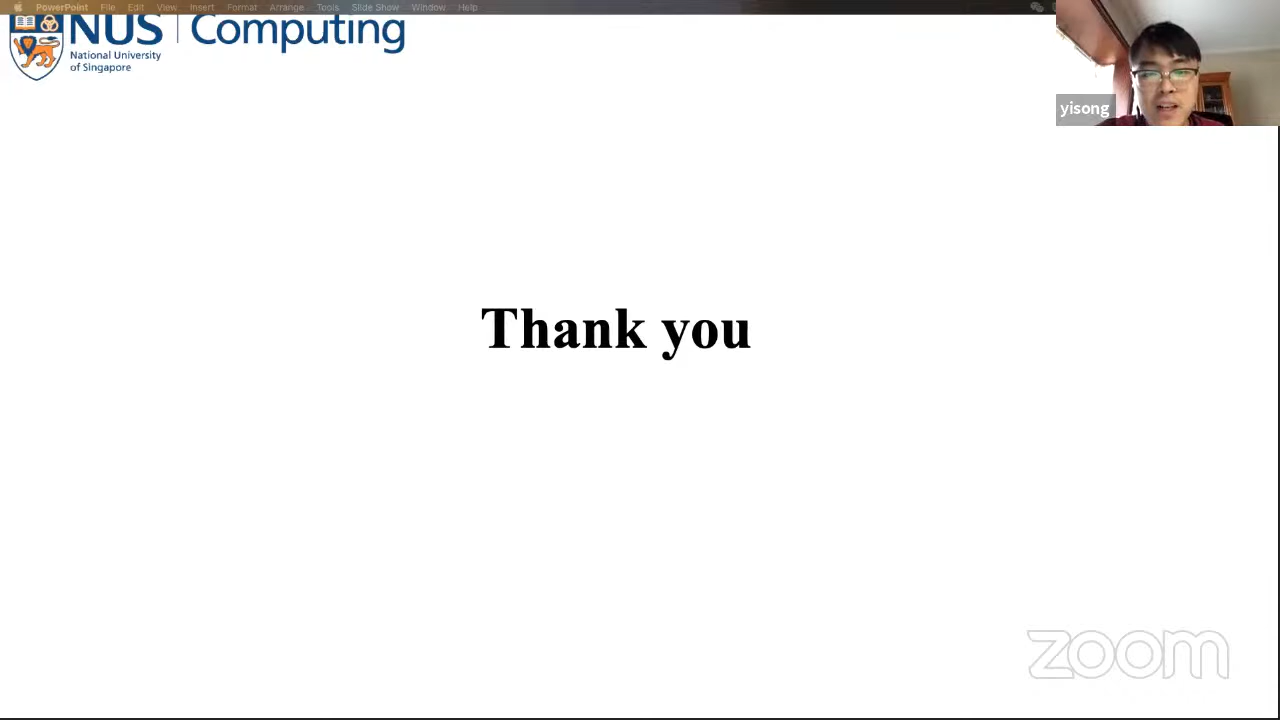 PowerPoint File Edit View Insert Format Arrange Tools Slide Show Window Help
NUS Computing
National University
of Singapore
yisong
Thank you
zoom